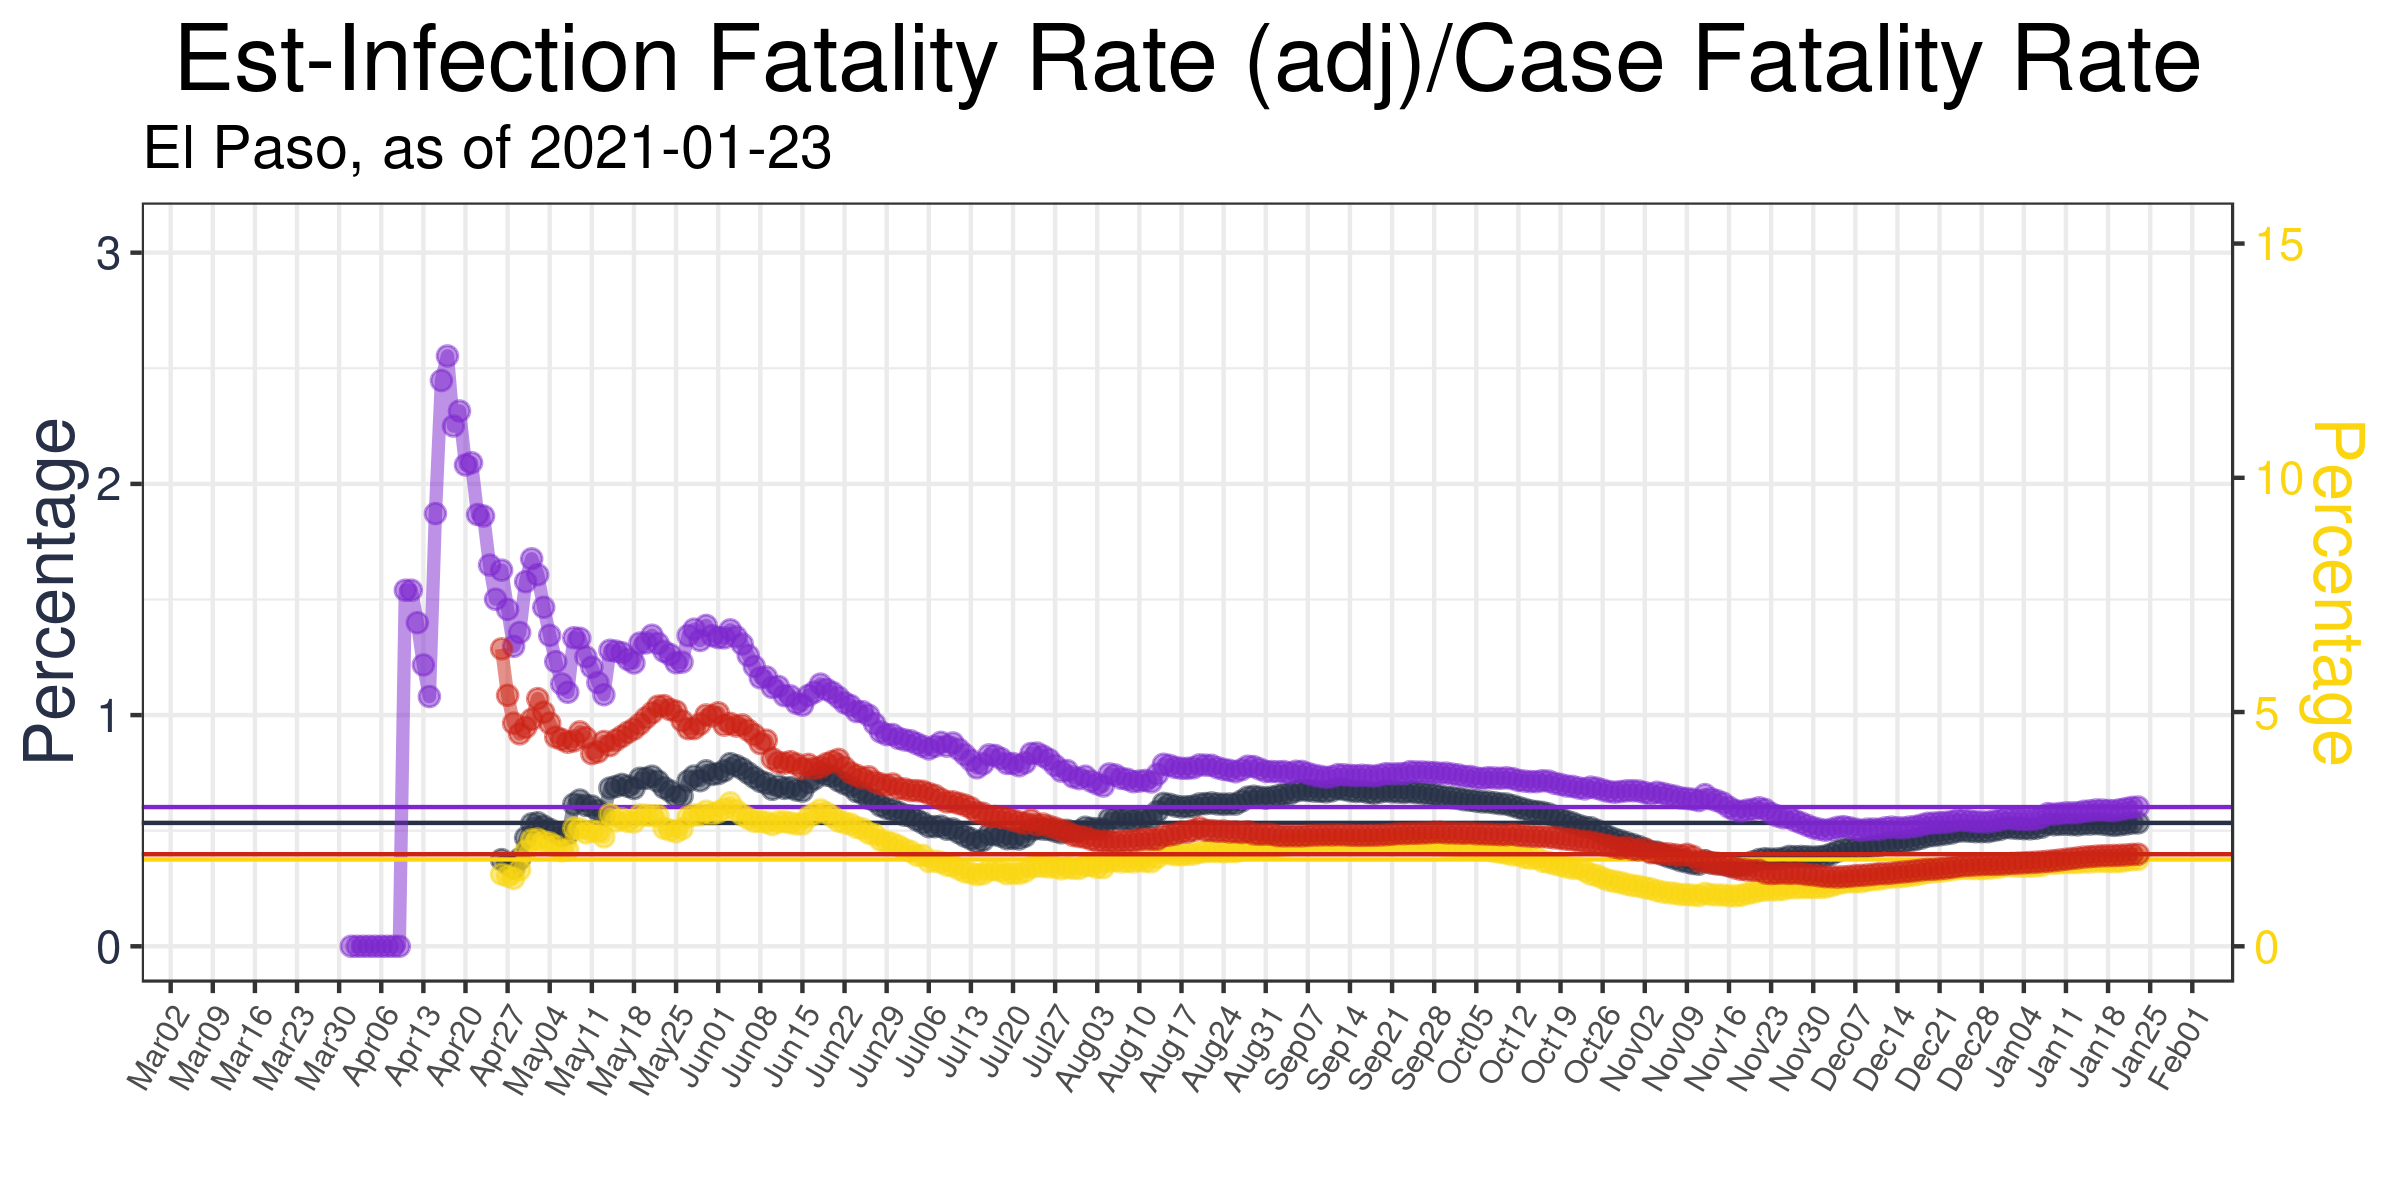 Est-Infection Fatality Rate (adj)/Case Fatality Rate
El Paso, as of 2021-01-23
Percentage
3
2
1
0
15
10
5
0
Percentage
Mar02 Mar09 Mar16 Mar23 Mar30 Apr06 Apr13 Apr20 Apr27 May04 May11 May18 May25 Jun01 Jun08 Jun15 Jun22 Jun29 Jul06 Jul13 Jul20 Jul27 Aug03 Aug10 Aug17 Aug24 Aug31 Sep07 Sep14 Sep21 Sep28 Oct05 Oct12 Oct19 Oct26 Nov02 Nov09 Nov16 Nov23 Nov30 Dec07 Dec14 Dec21 Dec28 Jan04 Jan11 Jan18 Jan25 Feb01